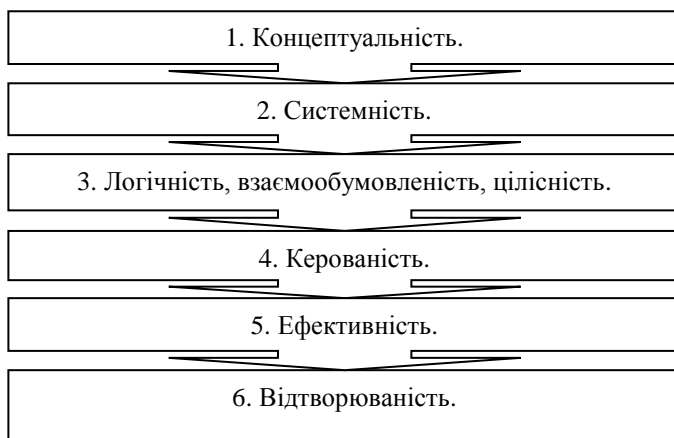 1. Концептуальність.
2. Системність.
3. Логічність, взаємообумовленість, цілісність.
4. Керованість.
5. Ефективність.
6. Відтворюваність.